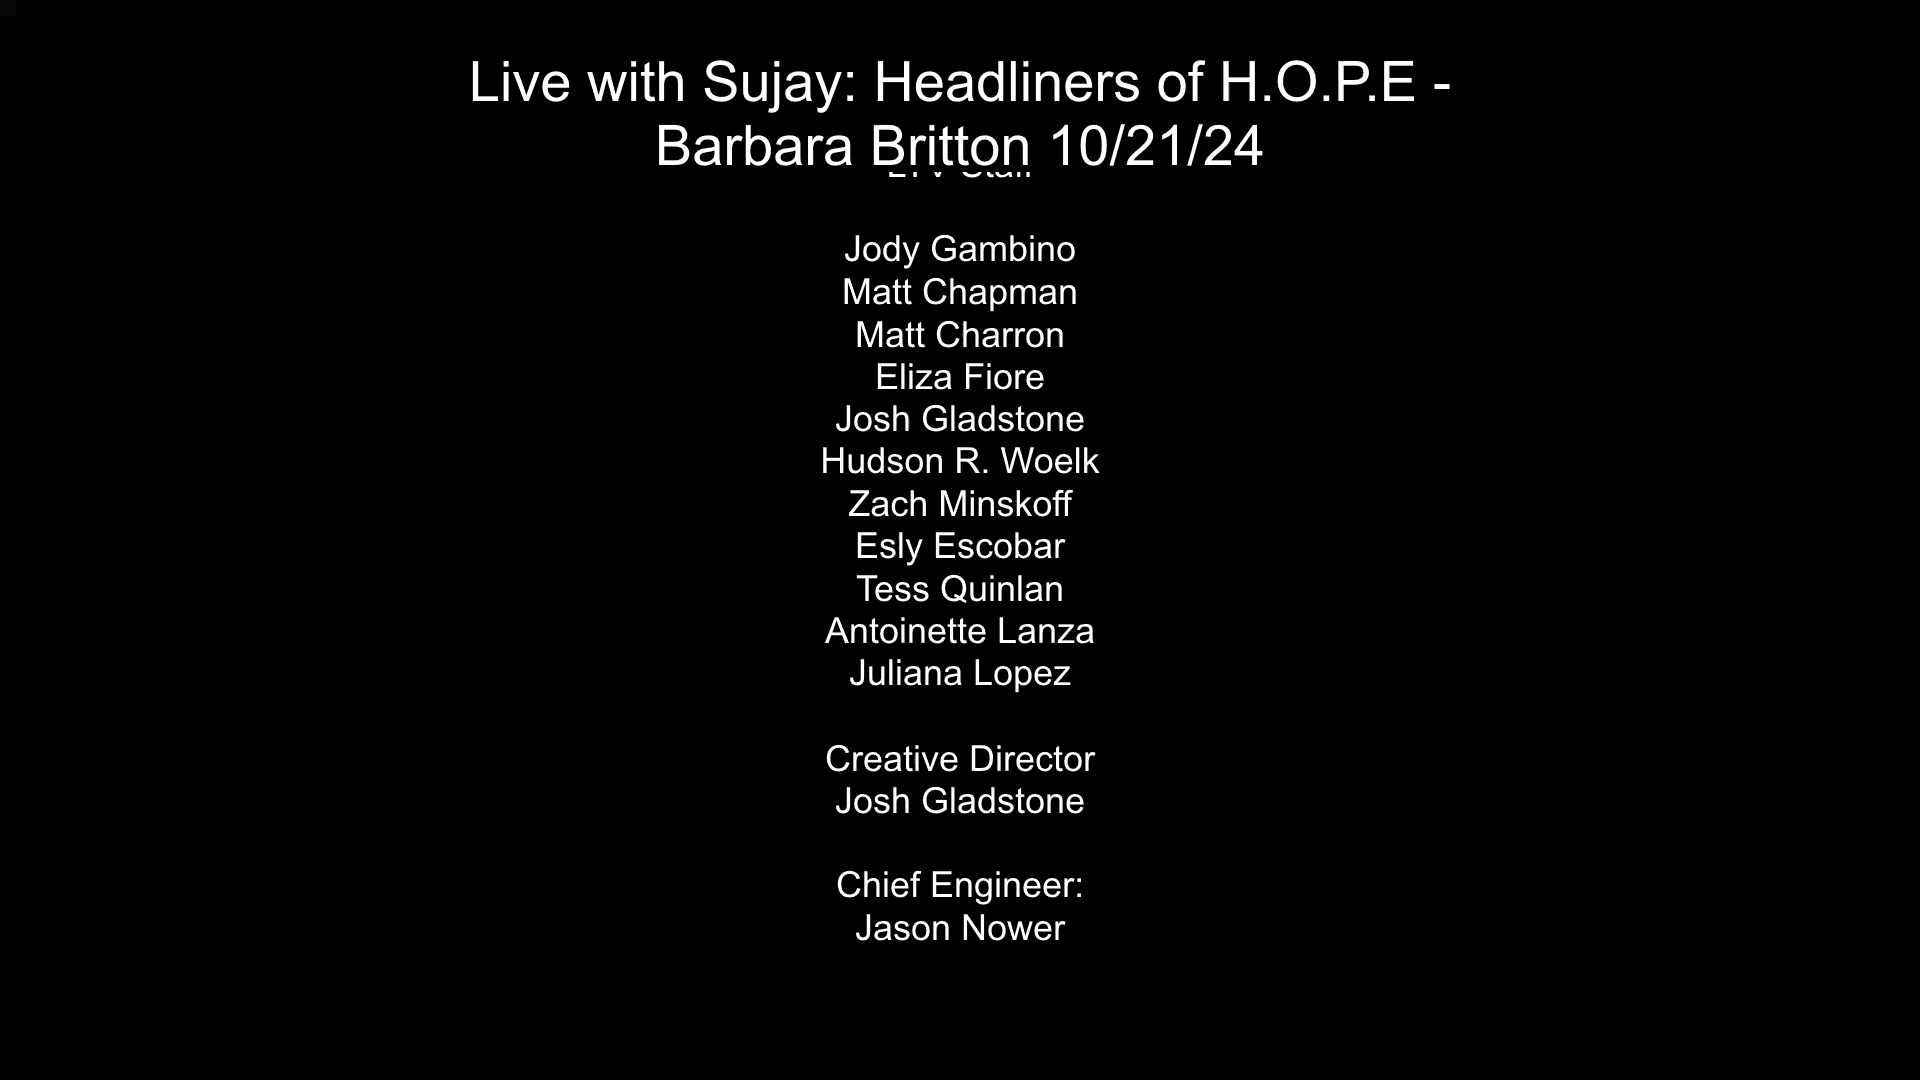 Live with Sujay: Headliners of H.O.P.E -
Barbara Britton 10/21/24
LTV Staff
Jody Gambino
Matt Chapman
Matt Charron
Eliza Fiore
Josh Gladstone
Hudson R. Woelk
Zach Minskoff
Esly Escobar
Tess Quinlan
Antoinette Lanza
Juliana Lopez
Creative Director
Josh Gladstone
Chief Engineer:
Jason Nower